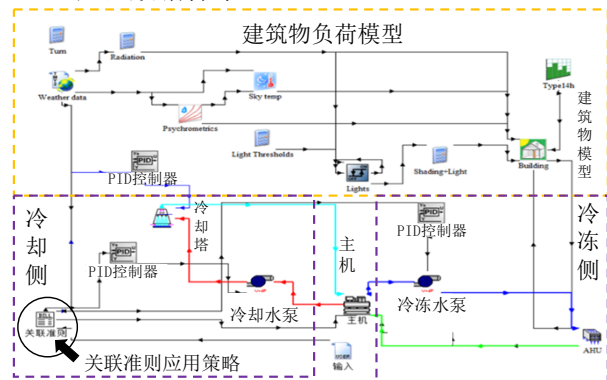 建筑物负荷模型
Turn
Radiation
Weather data
Sky temp
Psychrometrics
Type14h
建筑物模型
Light Thresholds
Lights
Shading+Light
Building
PID控制器
冷却侧
冷却塔
主机
PID控制器
冷冻侧
PID控制器
冷却水泵
主机
冷冻水泵
关联准则
输入
AHU
关联准则应用策略